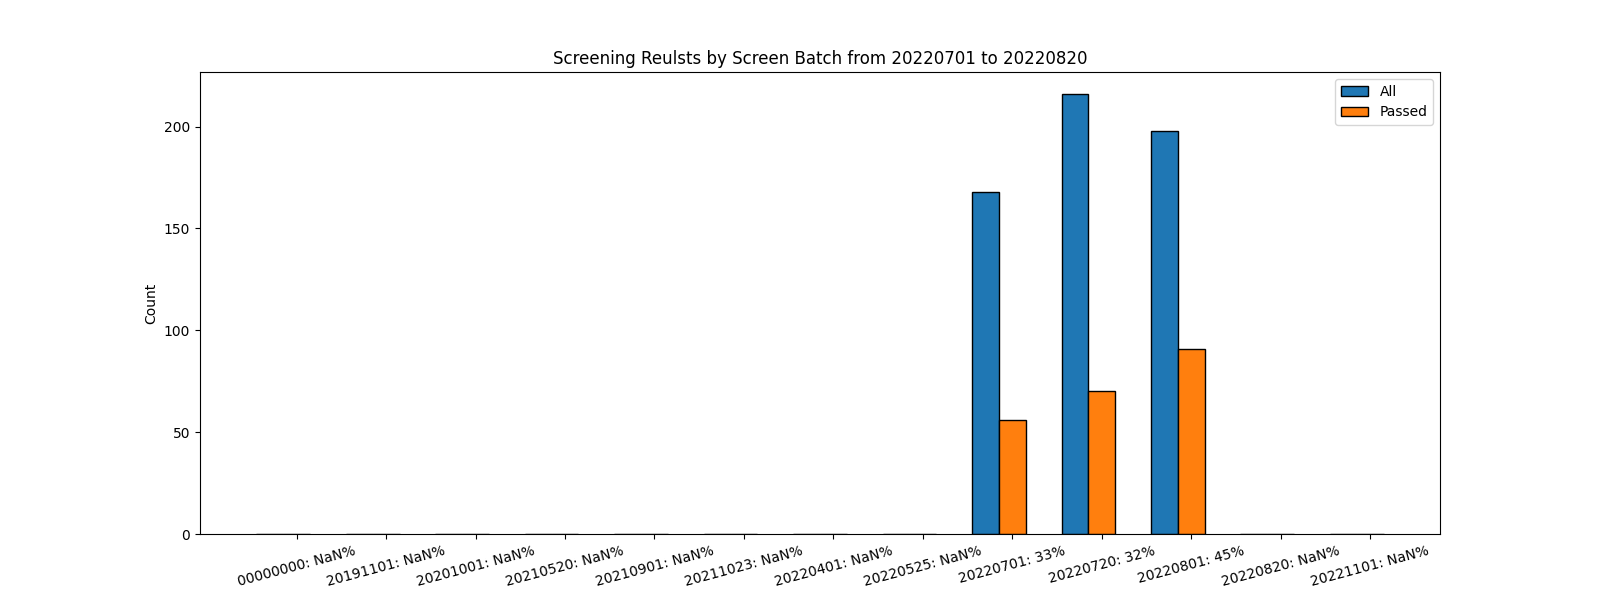 Screening Reulsts by Screen Batch from 20220701 to 20220820
All
Passed
Count
200
150
100
50
0
00000000: NaN%
20191101: NaN%
20201001: NaN%
20210520: NaN%
20210901: NaN%
20211023: NaN%
20220401: NaN%
20220525: NaN%
20220701: 33%
20220720: 32%
20220801: 45%
20220820: NaN%
20221101: NaN%